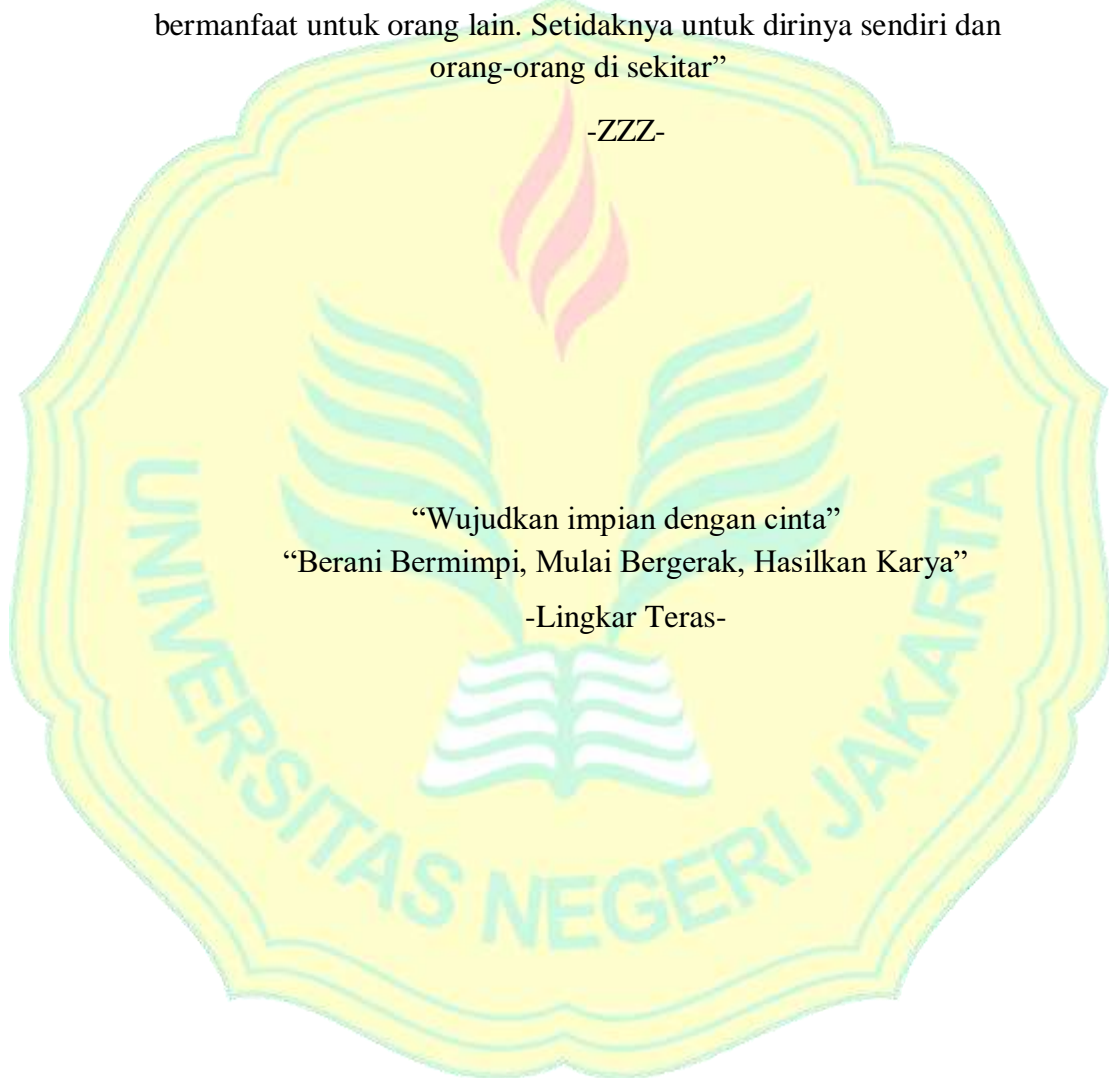 bermanfaat untuk orang lain. Setidaknya untuk dirinya sendiri dan
orang-orang di sekitar”
-ZZZ-
“Wujudkan impian dengan cinta”
“Berani Bermimpi, Mulai Bergerak, Hasilkan Karya”
-Lingkar Teras-
UNIVERSITAS NEGERI JAKARTA